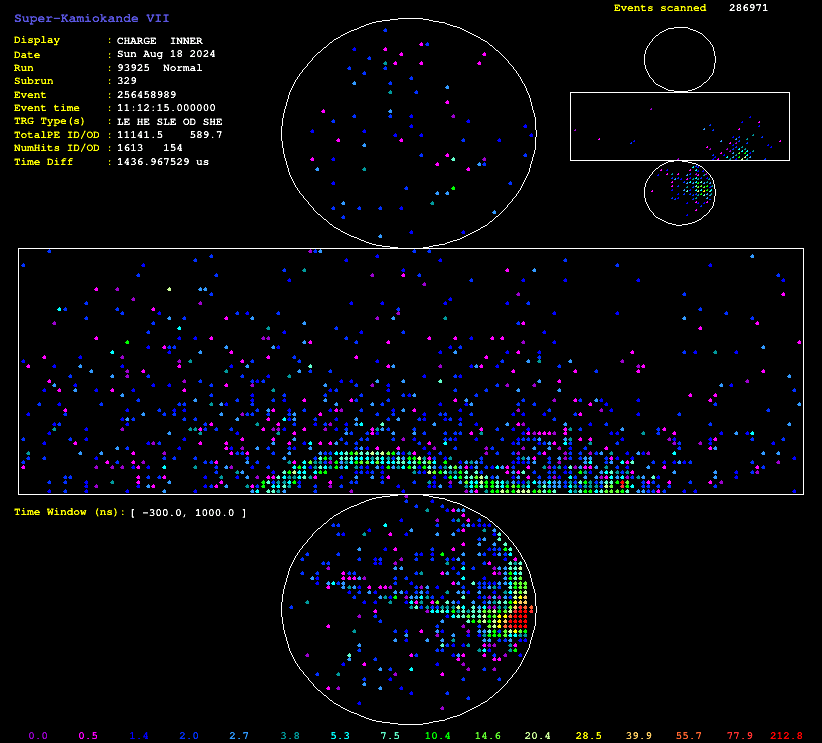 Events scanned 286971
Super-Kamiokande VII
Display : CHARGE INNER
Date : Sun Aug 18 2024
Run : 93925 Normal
Subrun : 329
Event : 256458989
Event time : 11:12:15.000000
TRG Type(s) : LE HE SLE OD SHE
TotalPE ID/OD : 11141.5 589.7
NumHits ID/OD : 1613 154
Time Diff : 1436.967529 us
Time Window (ns): [ -300.0, 1000.0 ]
0.0 0.5 1.4 2.0 2.7 3.8 5.3 7.5 10.4 14.6 20.4 28.5 39.9 55.7 77.9 212.8